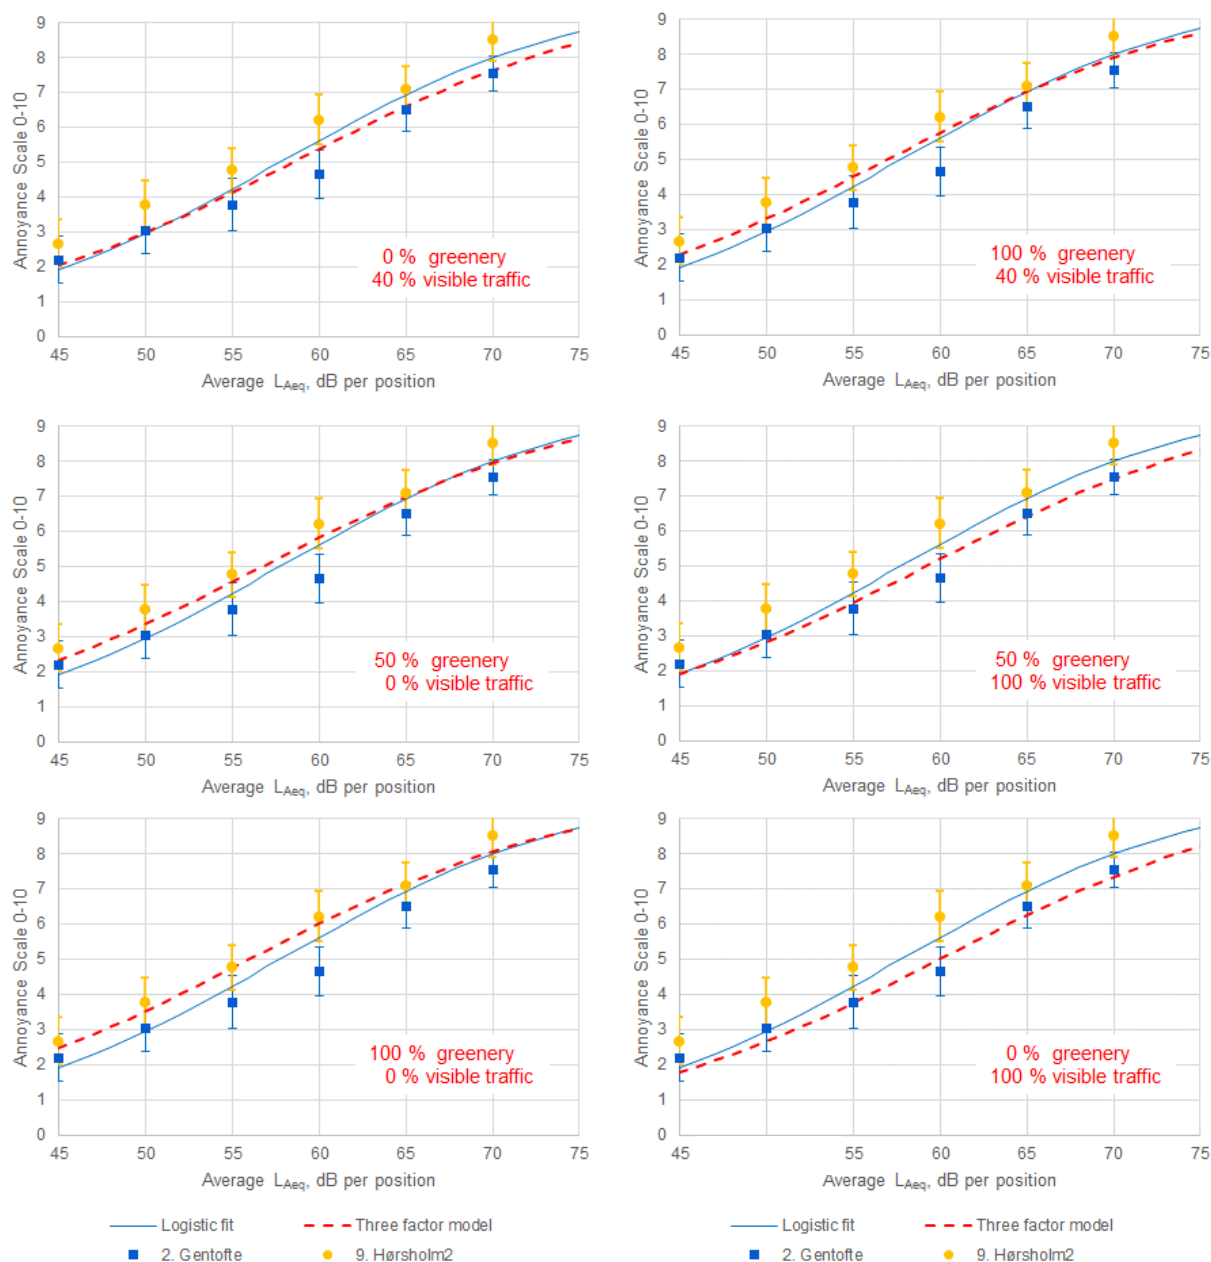 9
8
7
6
5
4
3
2
1
0
Annoyance Scale 0-10
0 % greenery
40 % visible traffic
45 50 55 60 65 70 75
Average LAeq, dB per position
9
8
7
6
5
4
3
2
1
0
Annoyance Scale 0-10
100 % greenery
40 % visible traffic
45 50 55 60 65 70 75
Average LAeq, dB per position
9
8
7
6
5
4
3
2
1
0
Annoyance Scale 0-10
50 % greenery
0 % visible traffic
45 50 55 60 65 70 75
Average LAeq, dB per position
9
8
7
6
5
4
3
2
1
0
Annoyance Scale 0-10
50 % greenery
100 % visible traffic
45 50 55 60 65 70 75
Average LAeq, dB per position
9
8
7
6
5
4
3
2
1
0
Annoyance Scale 0-10
100 % greenery
0 % visible traffic
45 50 55 60 65 70 75
Average LAeq, dB per position
9
8
7
6
5
4
3
2
1
0
Annoyance Scale 0-10
0 % greenery
100 % visible traffic
45 50 55 60 65 70 75
Average LAeq, dB per position
Logistic fit Three factor model
2. Gentofte 9. Hørsholm2
Logistic fit Three factor model
2. Gentofte 9. Hørsholm2